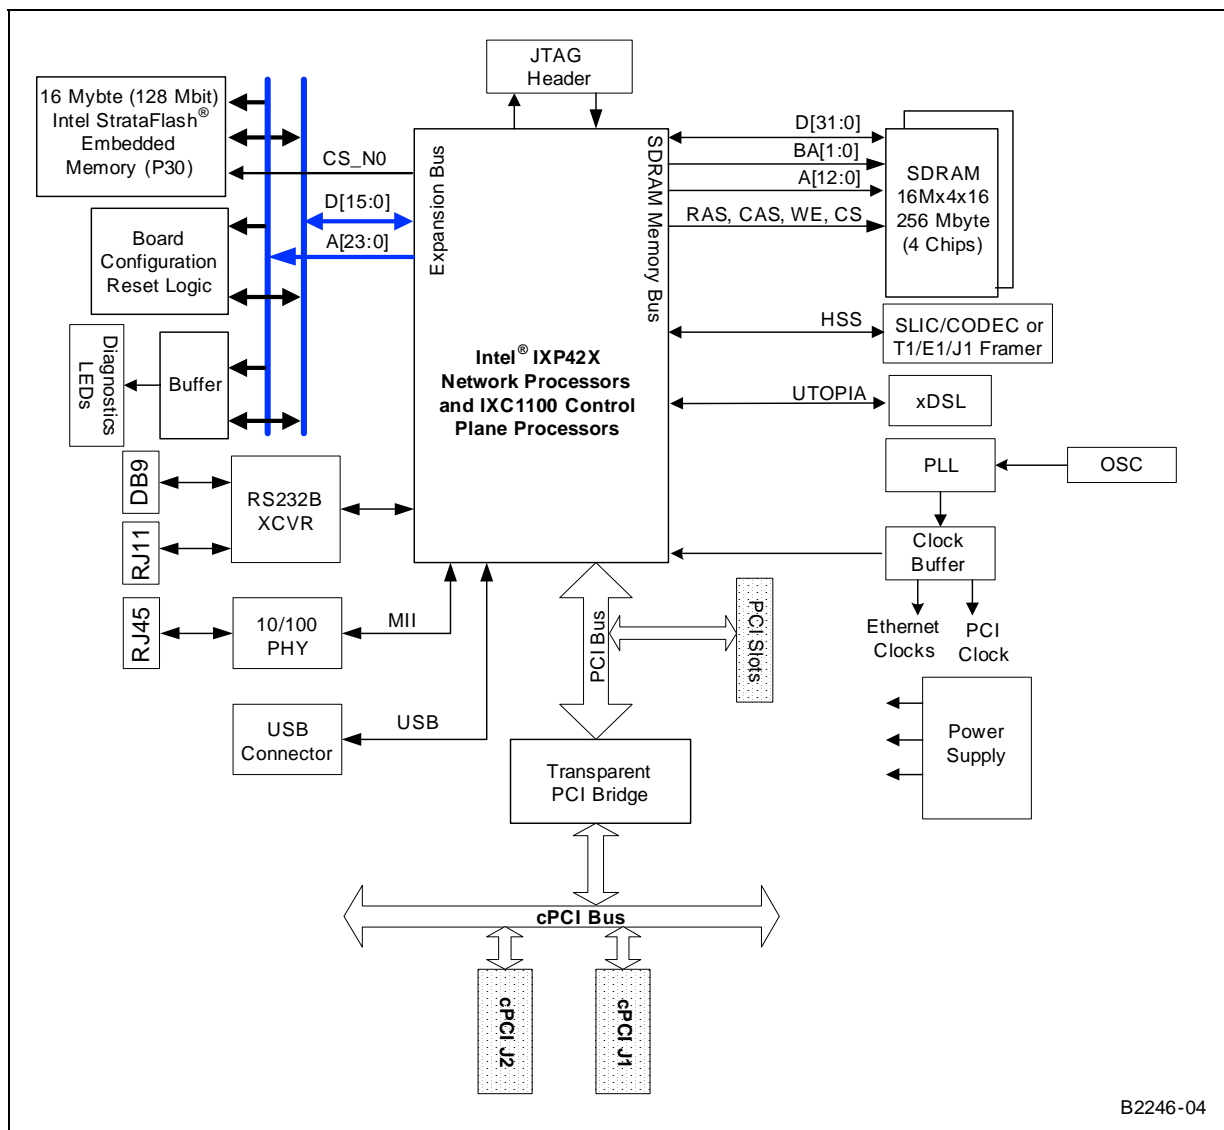 JTAG
Header
16 Mybte (128 Mbit)
Intel StrataFlash®
Embedded
Memory (P30)
CS_N0
D[15:0]
A[23:0]
Expansion Bus
SDRAM Memory Bus
D[31:0]
BA[1:0]
A[12:0]
RAS, CAS, WE, CS
SDRAM
16Mx4x16
256 Mbyte
(4 Chips)
Board
Configuration
Reset Logic
Diagnostics
LEDs
Buffer
Intel® IXP42X
Network Processors
and IXC1100 Control
Plane Processors
HSS
SLIC/CODEC or
T1/E1/J1 Framer
UTOPIA
xDSL
PLL
OSC
Clock
Buffer
Ethernet
Clocks
PCI
Clock
DB9
RJ11
RS232B
XCVR
RJ45
10/100
PHY
MII
USB
Connector
USB
PCI Bus
PCI Slots
Power
Supply
Transparent
PCI Bridge
cPCI Bus
cPCI J2
cPCI J1
B2246-04